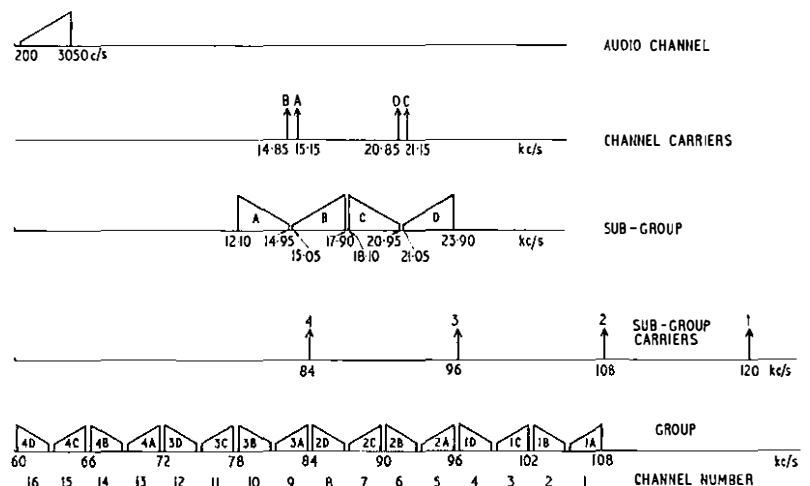 200 3050 c/s AUDIO CHANNEL
B A D C
14·85 15·15 20·85 21·15 kc/s CHANNEL CARRIERS
A B C D
12·10 14·95 15·05 17·90 18·10 20·95 21·05 23·90 kc/s SUB-GROUP
4 3 2 1 SUB-GROUP CARRIERS
84 96 108 120 kc/s
4D 4C 4B 4A 3D 3C 3B 3A 2D 2C 2B 2A 1D 1C 1B 1A GROUP
60 66 72 78 84 90 96 102 108 kc/s
16 15 14 13 12 11 10 9 8 7 6 5 4 3 2 1 CHANNEL NUMBER